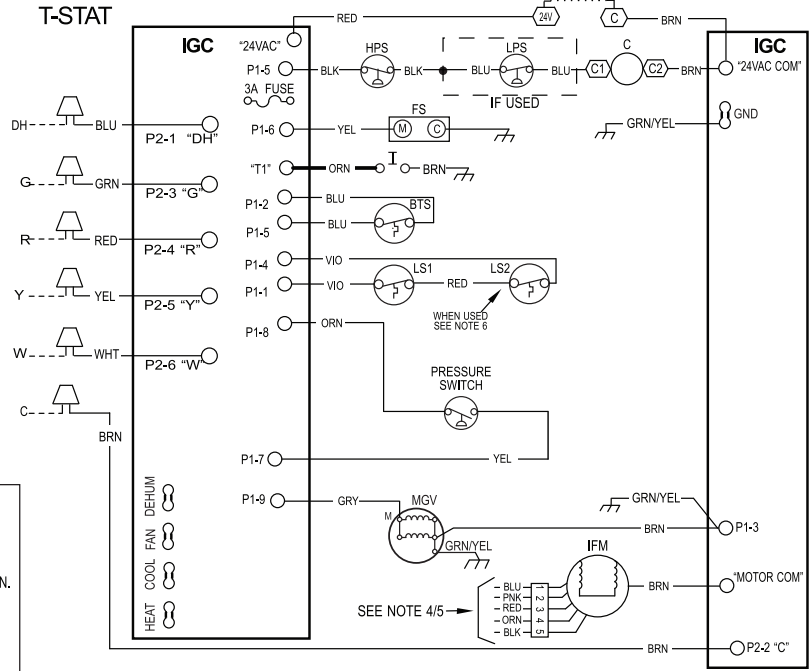 T-STAT
RED
24V
C
BRN
IGC
"24VAC"
HPS
LPS
C
IGC
"24VAC COM"
P1-5
BLK
BLK
BLU
BLU
C1
C2
BRN
3A FUSE
IF USED
FS
GND
DH
BLU
P2-1 "DH"
P1-6
YEL
M
C
GRN/YEL
"T1"
ORN
BRN
G
GRN
P2-3 "G"
P1-2
BLU
BTS
P1-5
BLU
R
RED
P2-4 "R"
P1-4
VIO
LS1
LS2
P1-1
VIO
RED
Y
YEL
P2-5 "Y"
WHEN USED
SEE NOTE 6
P1-8
ORN
W
WHT
P2-6 "W"
PRESSURE
SWITCH
C
BRN
P1-7
YEL
DEHUM
P1-9
GRY
MGV
GRN/YEL
M
BRN
P1-3
FAN
GRN/YEL
IFM
N.
COOL
BLU
1
PNK
2
RED
3
ORN
4
BLK
5
BRN
"MOTOR COM"
SEE NOTE 4/5
HEAT
BRN
P2-2 "C"